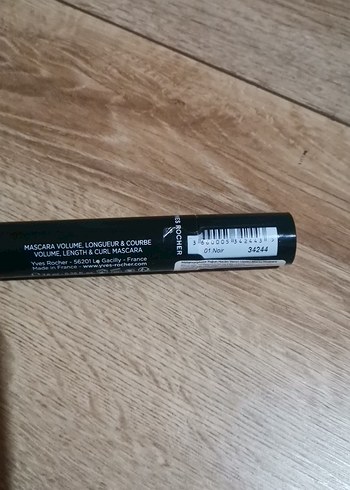 MASCARA VOLUME, LONGUEUR & COURBE
VOLUME, LENGTH & CURL MASCARA
Yves Rocher - 56201 La Gacilly - France
Made in France - www.yves-rocher.com
YVES ROCHER
01.Noir 34244